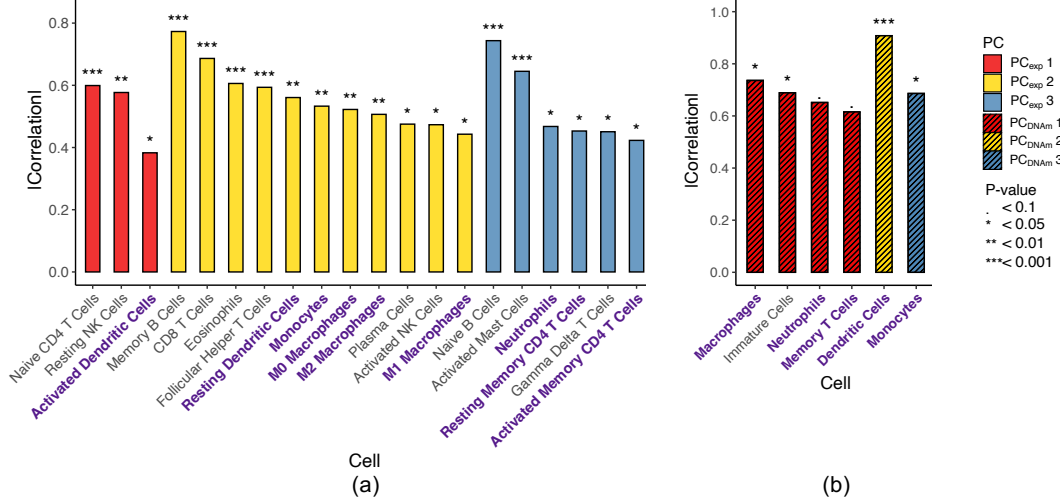 |Correlation|
0.8
0.6
0.4
0.2
0.0
***
**
*
***
***
***
***
**
**
**
**
*
*
*
***
***
*
*
*
*
Naive CD4 T Cells
Resting NK Cells
Activated Dendritic Cells
Memory B Cells
CD8 T Cells
Eosinophils
Follicular Helper T Cells
Resting Dendritic Cells
Monocytes
M0 Macrophages
M2 Macrophages
Plasma Cells
Activated NK Cells
M1 Macrophages
Naive B Cells
Activated Mast Cells
Neutrophils
Resting Memory CD4 T Cells
Gamma Delta T Cells
Activated Memory CD4 T Cells
Cell
(a)
|Correlation|
1.0
0.8
0.6
0.4
0.2
0.0
*
*
.
.
***
*
Macrophages
Immature Cells
Neutrophils
Memory T Cells
Dendritic Cells
Monocytes
Cell
(b)
PC
PCexp 1
PCexp 2
PCexp 3
PCDNAm 1
PCDNAm 2
PCDNAm 3
P-value
. < 0.1
* < 0.05
** < 0.01
***< 0.001